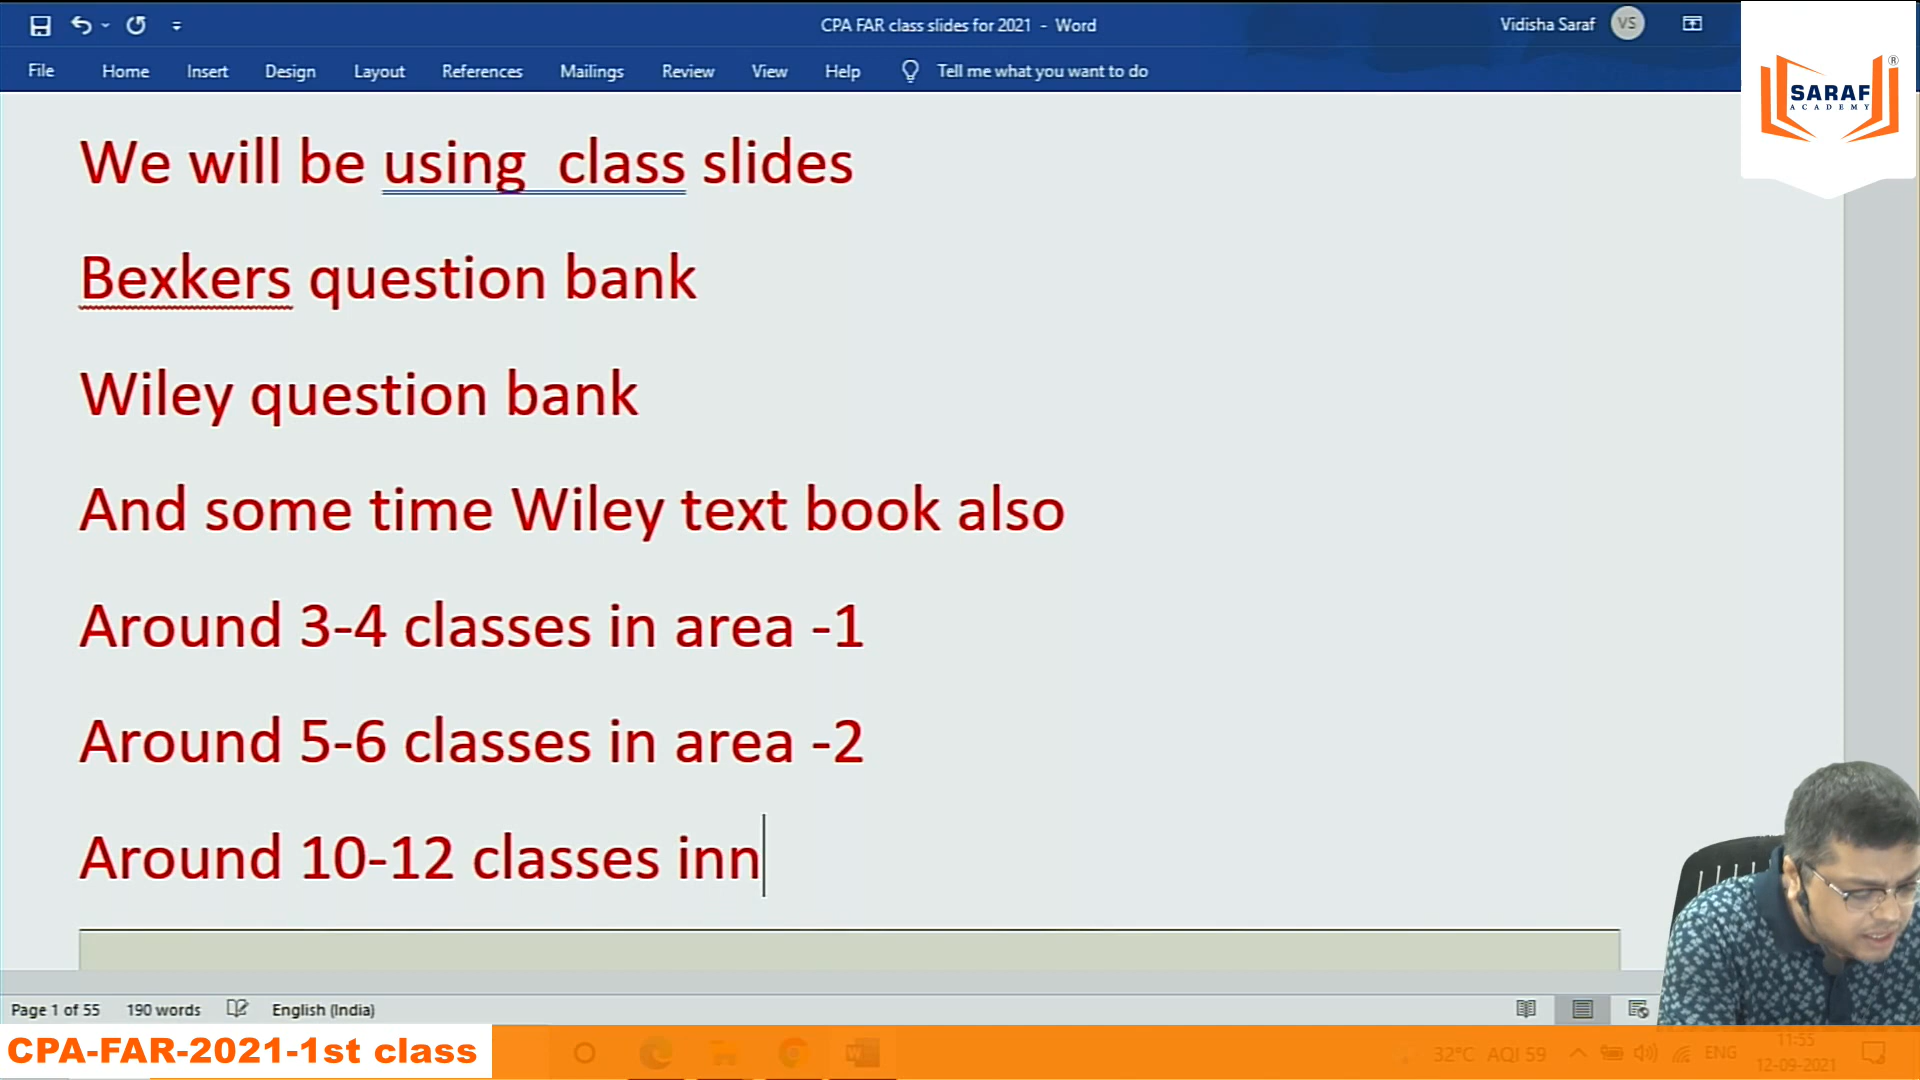 CPA FAR class slides for 2021 - Word
Vidisha Saraf VS
File Home Insert Design Layout References Mailings Review View Help Tell me what you want to do
SARAF ®
ACADEMY
We will be using class slides
Bexkers question bank
Wiley question bank
And some time Wiley text book also
Around 3-4 classes in area -1
Around 5-6 classes in area -2
Around 10-12 classes inn
Page 1 of 55 190 words English (India)
CPA-FAR-2021-1st class
32°C AQI 59 ENG 11:55
12-09-2021